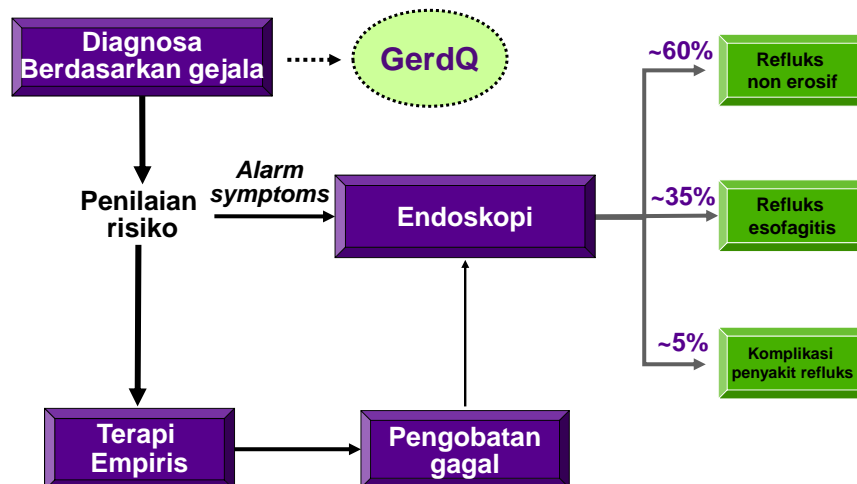 Diagnosa
Berdasarkan gejala
GerdQ
~60%
Refluks
non erosif
Alarm
symptoms
Penilaian
risiko
Endoskopi
~35%
Refluks
esofagitis
~5%
Komplikasi
penyakit refluks
Terapi
Empiris
Pengobatan
gagal